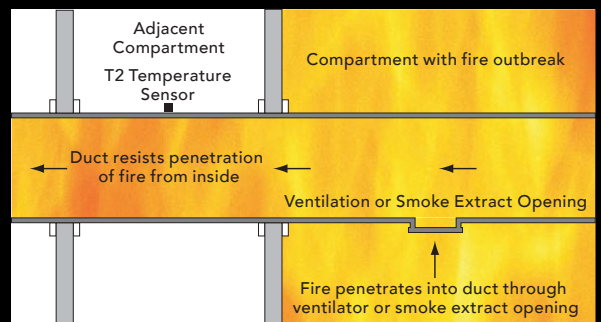 Adjacent
Compartment
T2 Temperature
Sensor
Compartment with fire outbreak
Duct resists penetration
of fire from inside
Ventilation or Smoke Extract Opening
Fire penetrates into duct through
ventilator or smoke extract opening